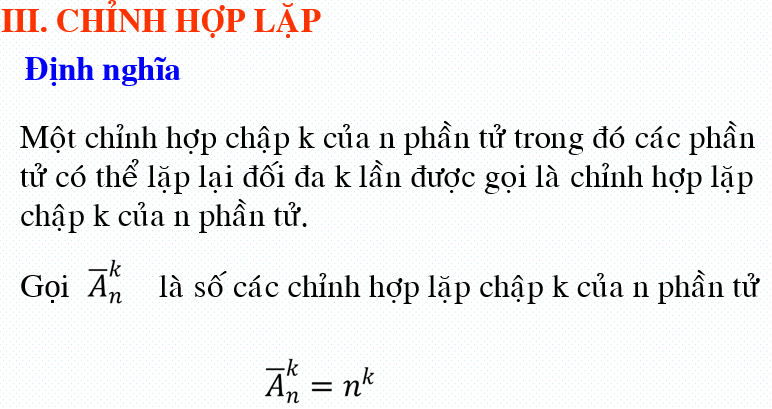 III. CHỈNH HỢP LẶP
Định nghĩa
Một chỉnh hợp chập k của n phần tử trong đó các phần
tử có thể lặp lại đối đa k lần được gọi là chỉnh hợp lặp
chập k của n phần tử.
Gọi $\overline{A}_n^k$ là số các chỉnh hợp lặp chập k của n phần tử
$\overline{A}_n^k = n^k$